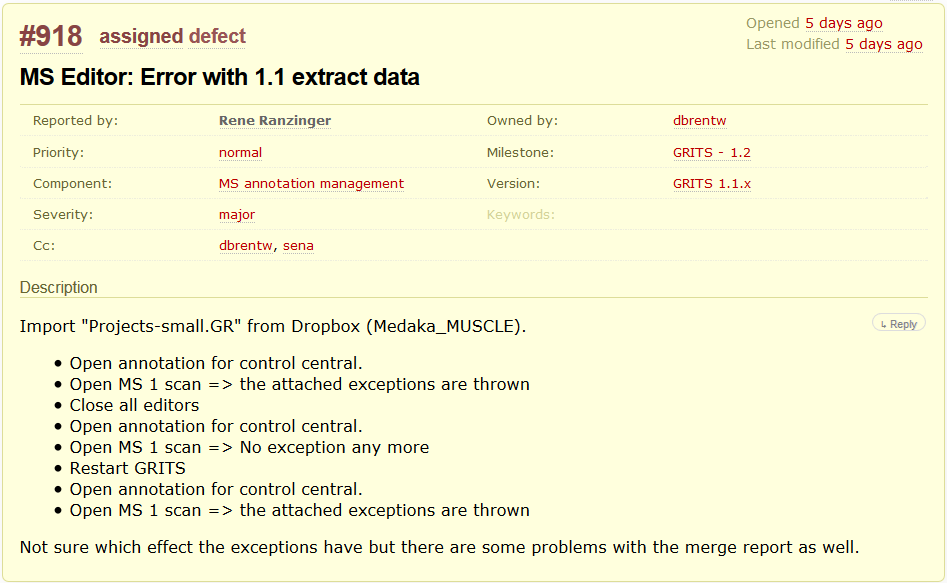 #918 assigned defect
Opened 5 days ago
Last modified 5 days ago
MS Editor: Error with 1.1 extract data
Reported by: Rene Ranzinger Owned by: dbrentw
Priority: normal Milestone: GRITS - 1.2
Component: MS annotation management Version: GRITS 1.1.x
Severity: major Keywords:
Cc: dbrentw, sena
Description
Import "Projects-small.GR" from Dropbox (Medaka_MUSCLE).
↳ Reply
• Open annotation for control central.
• Open MS 1 scan => the attached exceptions are thrown
• Close all editors
• Open annotation for control central.
• Open MS 1 scan => No exception any more
• Restart GRITS
• Open annotation for control central.
• Open MS 1 scan => the attached exceptions are thrown
Not sure which effect the exceptions have but there are some problems with the merge report as well.